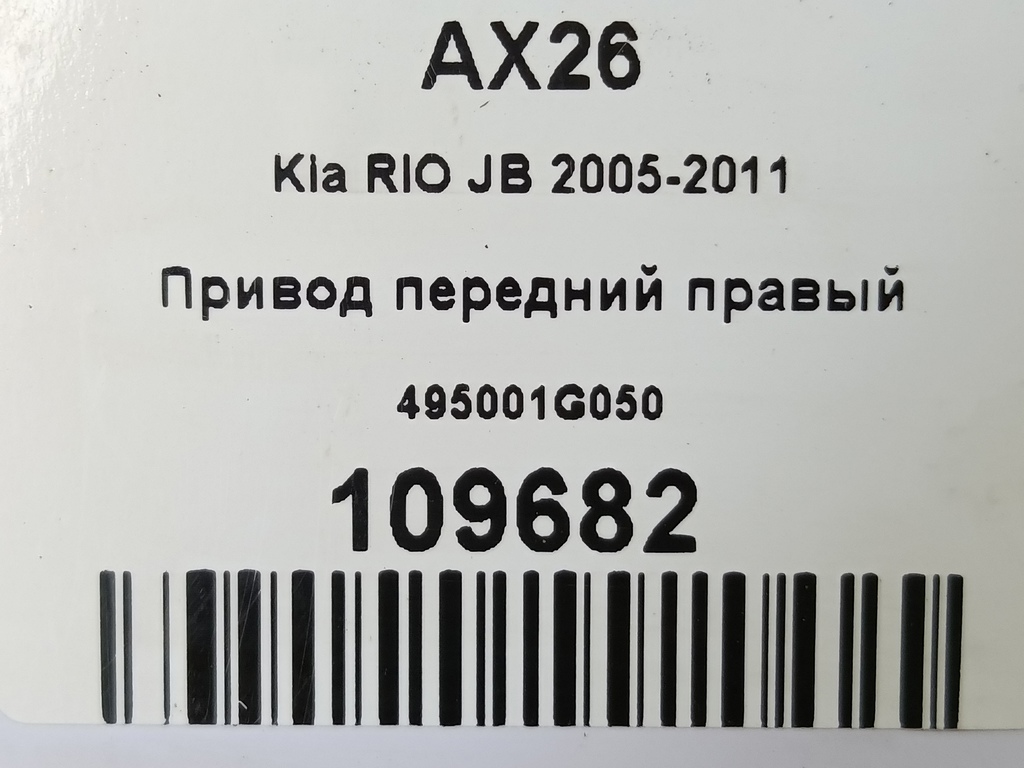 AX26
Kia RIO JB 2005-2011
Привод передний правый
495001G050
109682